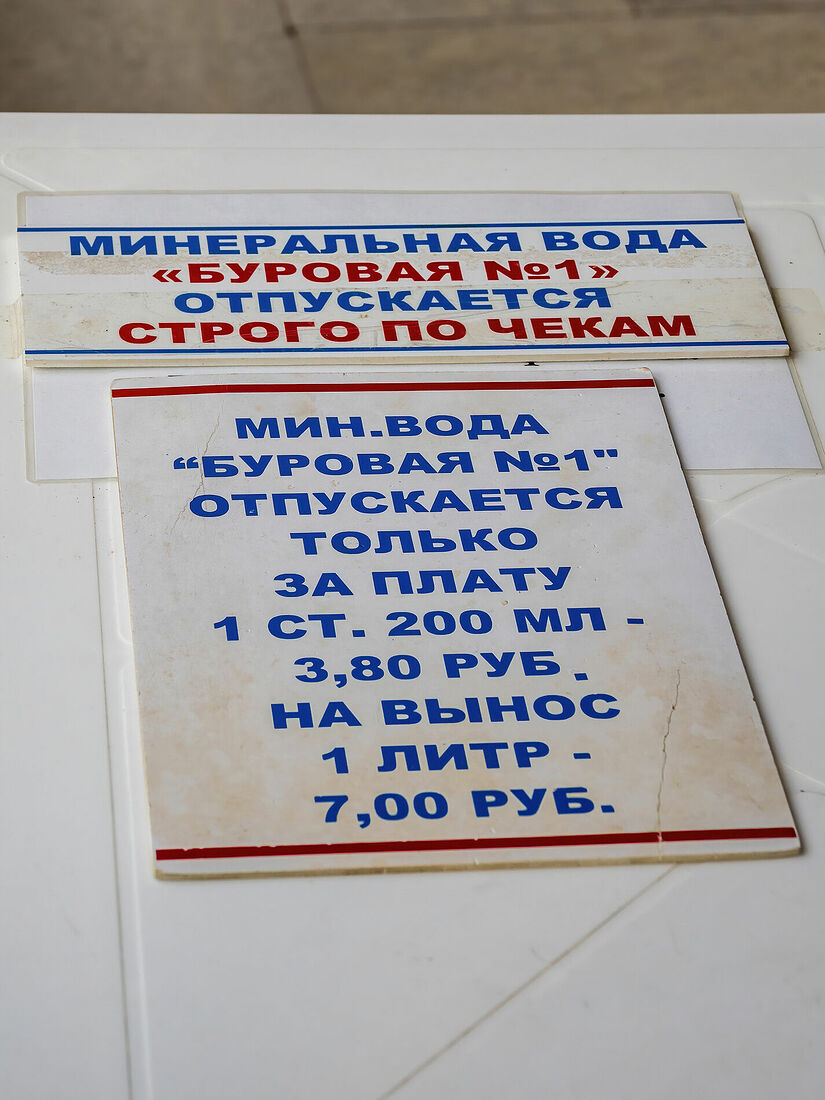 МИНЕРАЛЬНАЯ ВОДА
«БУРОВАЯ №1»
ОТПУСКАЕТСЯ
СТРОГО ПО ЧЕКАМ
МИН.ВОДА
“БУРОВАЯ №1"
ОТПУСКАЕТСЯ
ТОЛЬКО
ЗА ПЛАТУ
1 СТ. 200 МЛ -
3,80 РУБ.
НА ВЫНОС
1 ЛИТР -
7,00 РУБ.